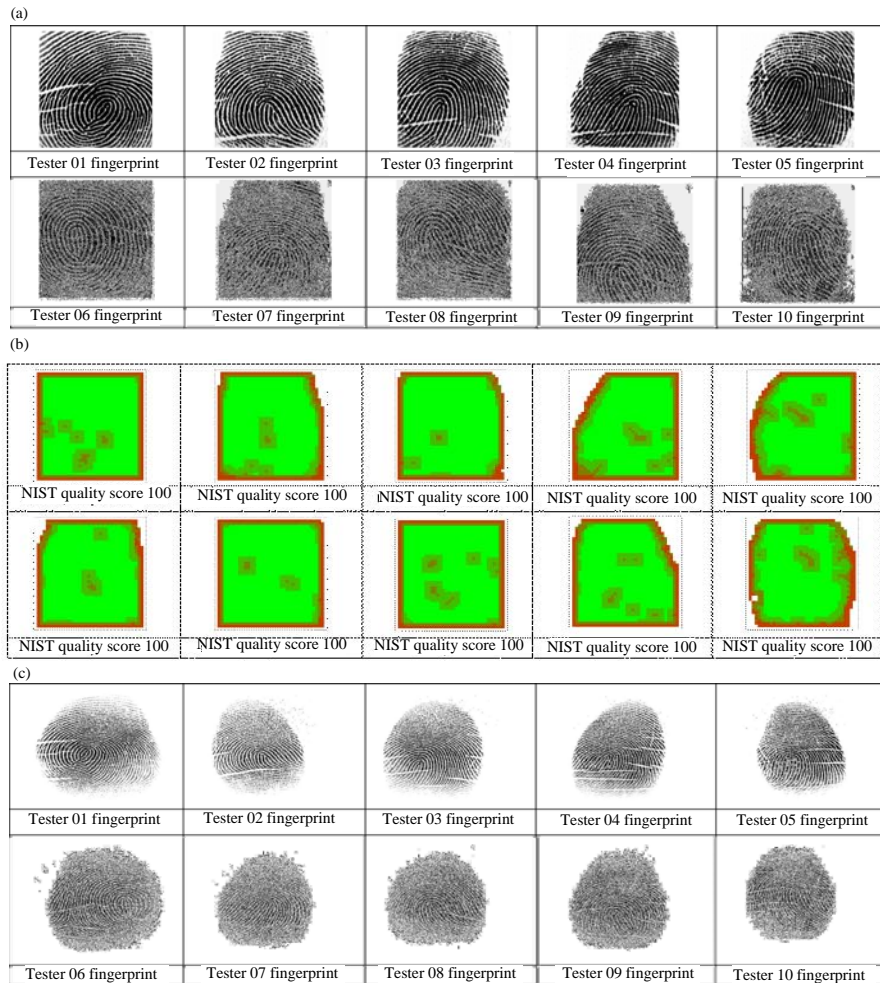 (a)
Tester 01 fingerprint Tester 02 fingerprint Tester 03 fingerprint Tester 04 fingerprint Tester 05 fingerprint
Tester 06 fingerprint Tester 07 fingerprint Tester 08 fingerprint Tester 09 fingerprint Tester 10 fingerprint
(b)
NIST quality score 100 NIST quality score 100 NIST quality score 100 NIST quality score 100 NIST quality score 100
NIST quality score 100 NIST quality score 100 NIST quality score 100 NIST quality score 100 NIST quality score 100
(c)
Tester 01 fingerprint Tester 02 fingerprint Tester 03 fingerprint Tester 04 fingerprint Tester 05 fingerprint
Tester 06 fingerprint Tester 07 fingerprint Tester 08 fingerprint Tester 09 fingerprint Tester 10 fingerprint